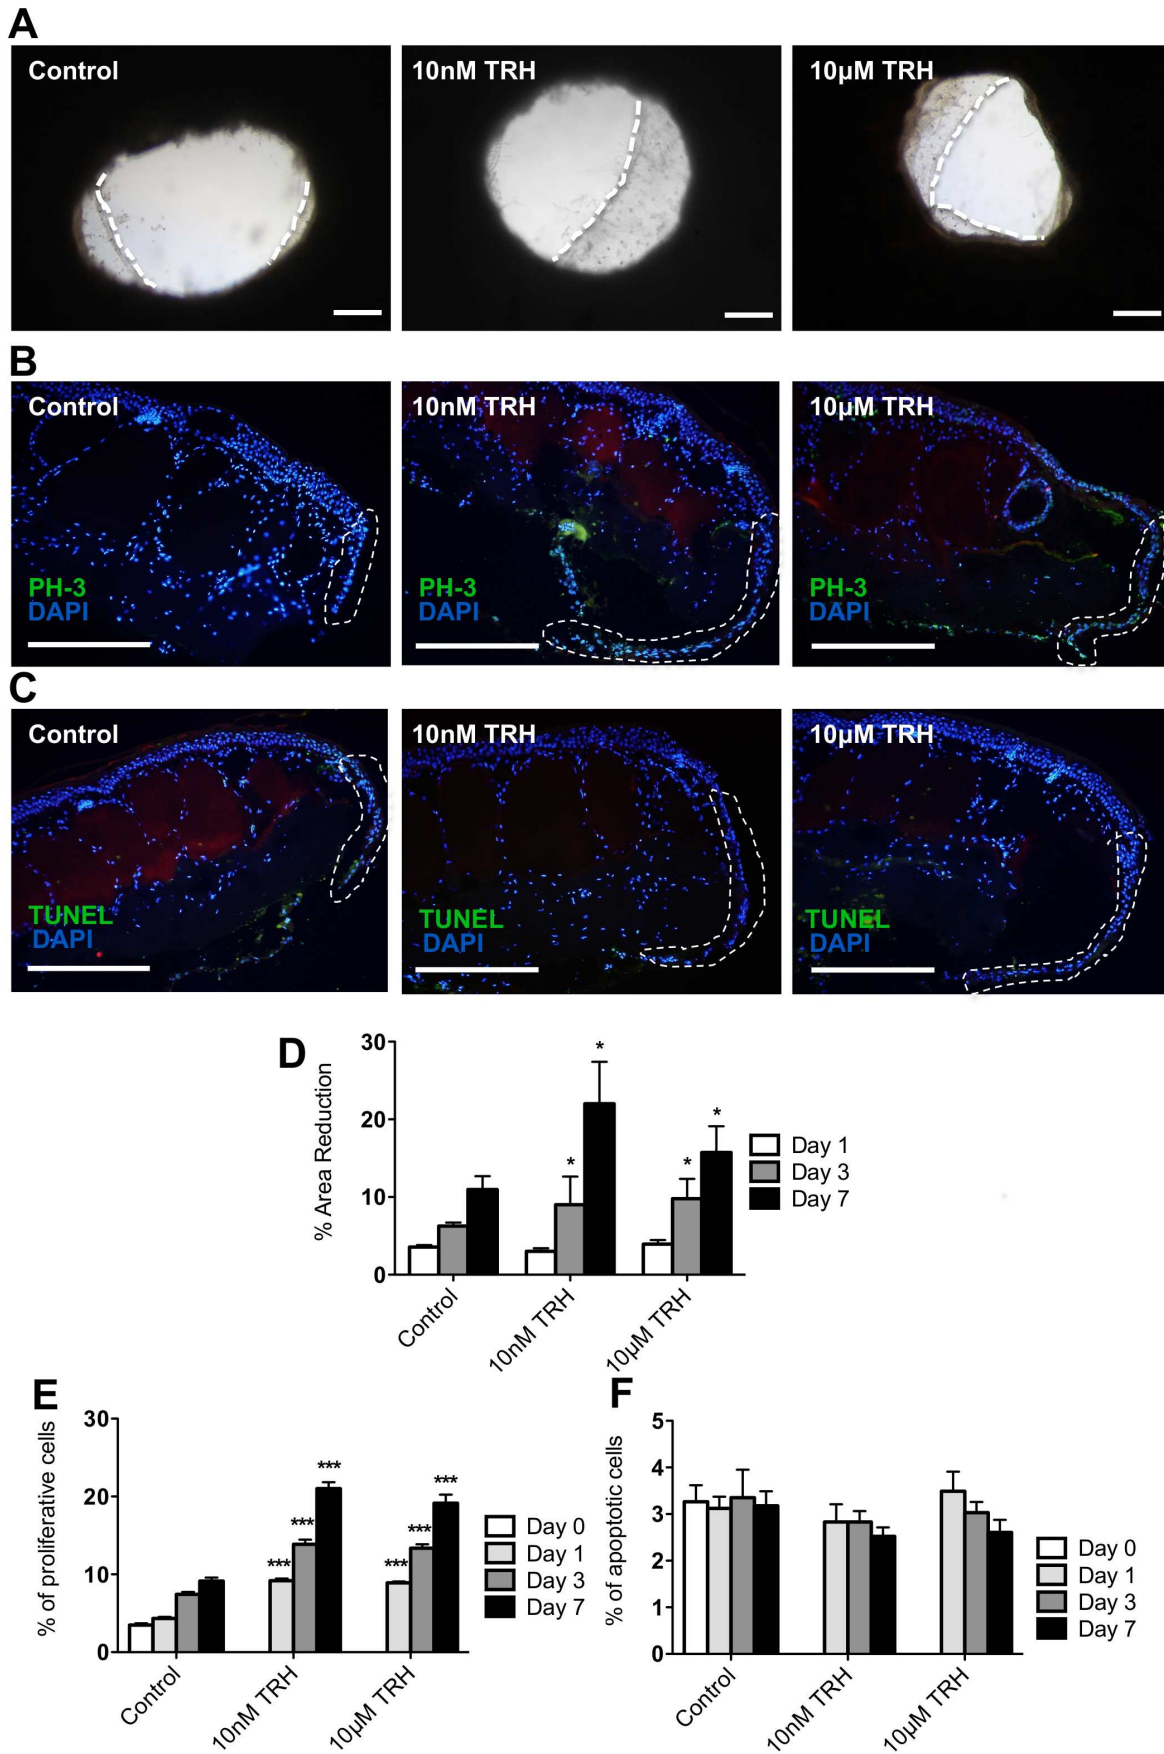 A
Control
10nM TRH
10µM TRH
B
Control
10nM TRH
10µM TRH
PH-3
DAPI
PH-3
DAPI
PH-3
DAPI
C
Control
10nM TRH
10µM TRH
TUNEL
DAPI
TUNEL
DAPI
TUNEL
DAPI
D
% Area Reduction
30
20
10
0
*
*
*
*
Control
10nM TRH
10µM TRH
Day 1
Day 3
Day 7
E
% of proliferative cells
30
20
10
0
***
***
***
***
***
***
Control
10nM TRH
10µM TRH
Day 0
Day 1
Day 3
Day 7
F
% of apoptotic cells
5
4
3
2
1
0
Control
10nM TRH
10µM TRH
Day 0
Day 1
Day 3
Day 7